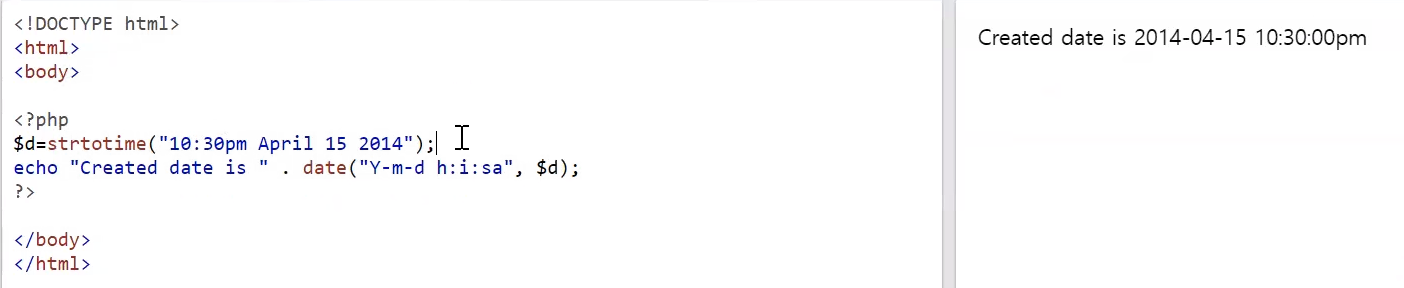 <!DOCTYPE html>
<html>
<body>
<?php
$d=strtotime("10:30pm April 15 2014");
echo "Created date is " . date("Y-m-d h:i:sa", $d);
?>
</body>
</html>
Created date is 2014-04-15 10:30:00pm